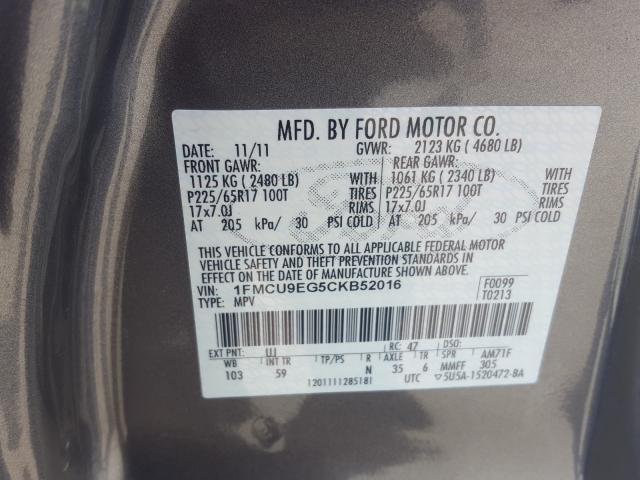 MFD. BY FORD MOTOR CO.
DATE: 11/11 GVWR: 2123 KG ( 4680 LB)
FRONT GAWR: REAR GAWR:
1125 KG ( 2480 LB) WITH 1061 KG ( 2340 LB) WITH
P225/65R17 100T TIRES P225/65R17 100T TIRES
17x7.0J RIMS 17x7.0J RIMS
AT 205 kPa/ 30 PSI COLD AT 205 kPa/ 30 PSI COLD
THIS VEHICLE CONFORMS TO ALL APPLICABLE FEDERAL MOTOR
VEHICLE SAFETY AND THEFT PREVENTION STANDARDS IN
EFFECT ON THE DATE OF MANUFACTURE SHOWN ABOVE.
VIN: 1FMCU9EG5CKB52016 F0099
TYPE: MPV T0213
EXT PNT: UJ RC: 47 DSO:
WB INT TR TP/PS R AXLE TR SPR AM71F
103 59 N 35 6 MMFF 305
1201111285181 UTC ▽5U5A-1520472-BA